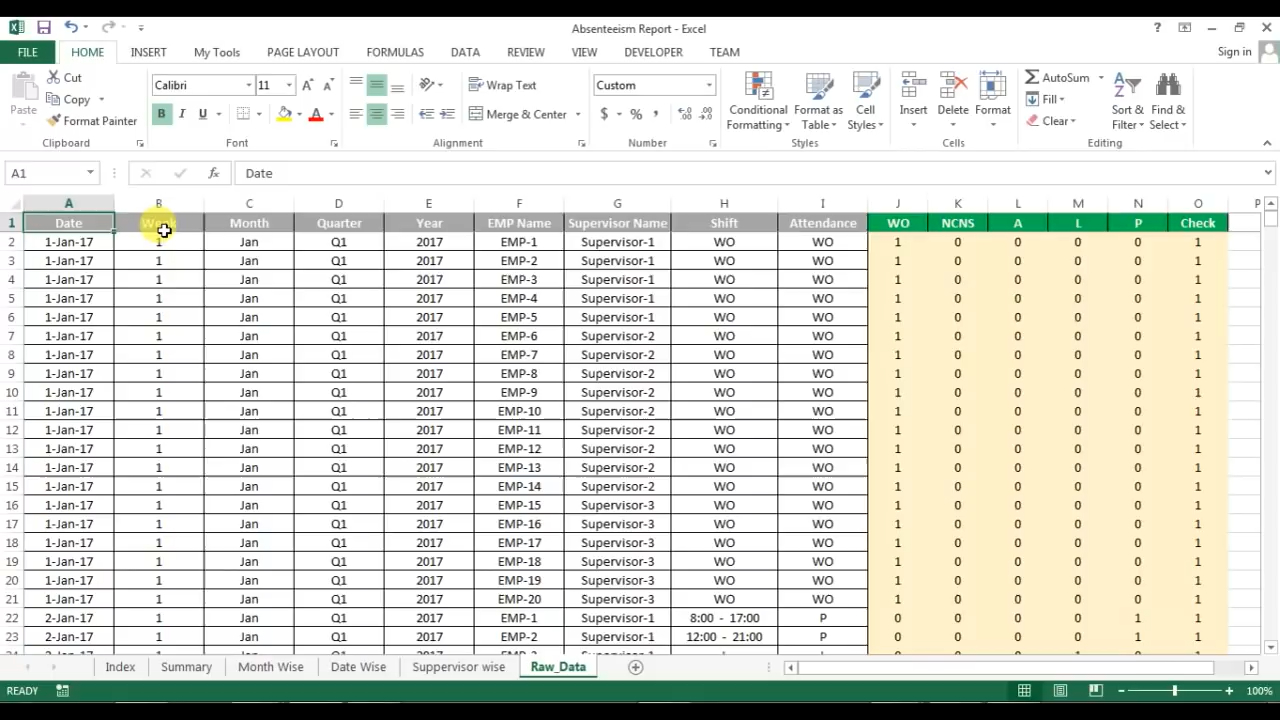 Absenteeism Report - Excel
?
FILE HOME INSERT My Tools PAGE LAYOUT FORMULAS DATA REVIEW VIEW DEVELOPER TEAM Sign in
Paste Cut Copy Format Painter Clipboard
Calibri 11 B I U A Font
Wrap Text Merge & Center Alignment
Custom $ % , Number
Conditional Formatting Format as Table Cell Styles Styles
Insert Delete Format Cells
AutoSum Fill Clear Sort & Filter Find & Select Editing
A1 fx Date
A B C D E F G H I J K L M N O P
1 Date Week Month Quarter Year EMP Name Supervisor Name Shift Attendance WO NCNS A L P Check
2 1-Jan-17 1 Jan Q1 2017 EMP-1 Supervisor-1 WO WO 1 0 0 0 0 1
3 1-Jan-17 1 Jan Q1 2017 EMP-2 Supervisor-1 WO WO 1 0 0 0 0 1
4 1-Jan-17 1 Jan Q1 2017 EMP-3 Supervisor-1 WO WO 1 0 0 0 0 1
5 1-Jan-17 1 Jan Q1 2017 EMP-4 Supervisor-1 WO WO 1 0 0 0 0 1
6 1-Jan-17 1 Jan Q1 2017 EMP-5 Supervisor-1 WO WO 1 0 0 0 0 1
7 1-Jan-17 1 Jan Q1 2017 EMP-6 Supervisor-2 WO WO 1 0 0 0 0 1
8 1-Jan-17 1 Jan Q1 2017 EMP-7 Supervisor-2 WO WO 1 0 0 0 0 1
9 1-Jan-17 1 Jan Q1 2017 EMP-8 Supervisor-2 WO WO 1 0 0 0 0 1
10 1-Jan-17 1 Jan Q1 2017 EMP-9 Supervisor-2 WO WO 1 0 0 0 0 1
11 1-Jan-17 1 Jan Q1 2017 EMP-10 Supervisor-2 WO WO 1 0 0 0 0 1
12 1-Jan-17 1 Jan Q1 2017 EMP-11 Supervisor-2 WO WO 1 0 0 0 0 1
13 1-Jan-17 1 Jan Q1 2017 EMP-12 Supervisor-2 WO WO 1 0 0 0 0 1
14 1-Jan-17 1 Jan Q1 2017 EMP-13 Supervisor-2 WO WO 1 0 0 0 0 1
15 1-Jan-17 1 Jan Q1 2017 EMP-14 Supervisor-2 WO WO 1 0 0 0 0 1
16 1-Jan-17 1 Jan Q1 2017 EMP-15 Supervisor-3 WO WO 1 0 0 0 0 1
17 1-Jan-17 1 Jan Q1 2017 EMP-16 Supervisor-3 WO WO 1 0 0 0 0 1
18 1-Jan-17 1 Jan Q1 2017 EMP-17 Supervisor-3 WO WO 1 0 0 0 0 1
19 1-Jan-17 1 Jan Q1 2017 EMP-18 Supervisor-3 WO WO 1 0 0 0 0 1
20 1-Jan-17 1 Jan Q1 2017 EMP-19 Supervisor-3 WO WO 1 0 0 0 0 1
21 1-Jan-17 1 Jan Q1 2017 EMP-20 Supervisor-3 WO WO 1 0 0 0 0 1
22 2-Jan-17 1 Jan Q1 2017 EMP-1 Supervisor-1 8:00 - 17:00 P 0 0 0 0 1 1
23 2-Jan-17 1 Jan Q1 2017 EMP-2 Supervisor-1 12:00 - 21:00 P 0 0 0 0 1 1
Index Summary Month Wise Date Wise Suppervisor wise Raw_Data
READY 100%